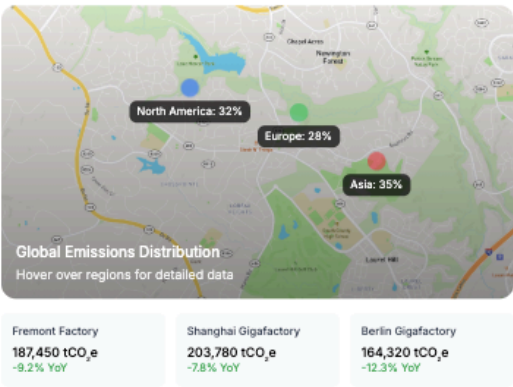 Chapel Acres
Newington
Forest
North America: 32%
Europe: 28%
Asia: 35%
Laurel Hill
Global Emissions Distribution
Hover over regions for detailed data
Fremont Factory
Shanghai Gigafactory
Berlin Gigafactory
187,450 tCO₂e
203,780 tCO₂e
164,320 tCO₂e
-9.2% YoY
-7.8% YoY
-12.3% YoY